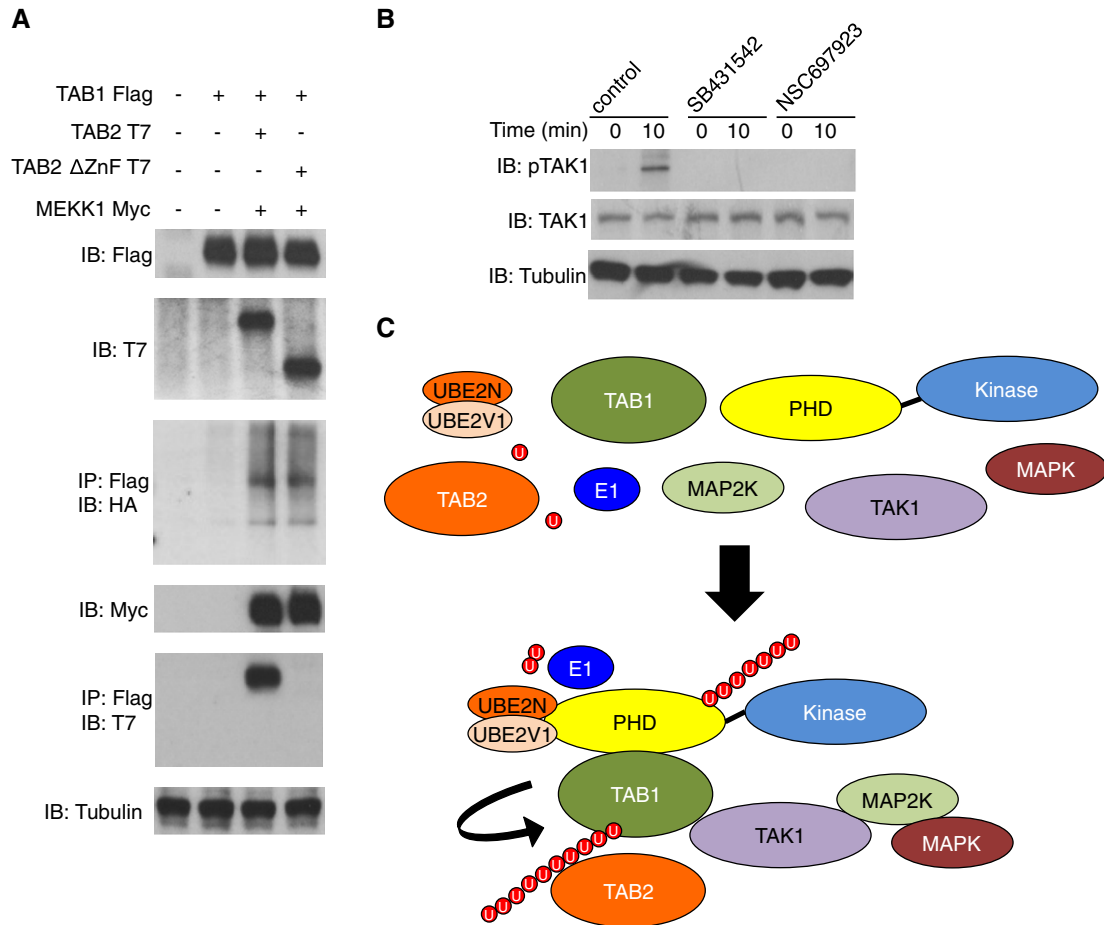 A
TAB1 Flag - + + +
TAB2 T7 - - + -
TAB2 ΔZnF T7 - - - +
MEKK1 Myc - - + +
IB: Flag
IB: T7
IP: Flag
IB: HA
IB: Myc
IP: Flag
IB: T7
IB: Tubulin
B
control SB431542 NSC697923
Time (min) 0 10 0 10 0 10
IB: pTAK1
IB: TAK1
IB: Tubulin
C
UBE2N
UBE2V1
TAB1
PHD
Kinase
U
TAB2
U
E1
MAP2K
TAK1
MAPK
U
U
E1
U U U U U U U
UBE2N
UBE2V1
PHD
Kinase
TAB1
TAK1
MAP2K
MAPK
U U U U U U U U U U
TAB2